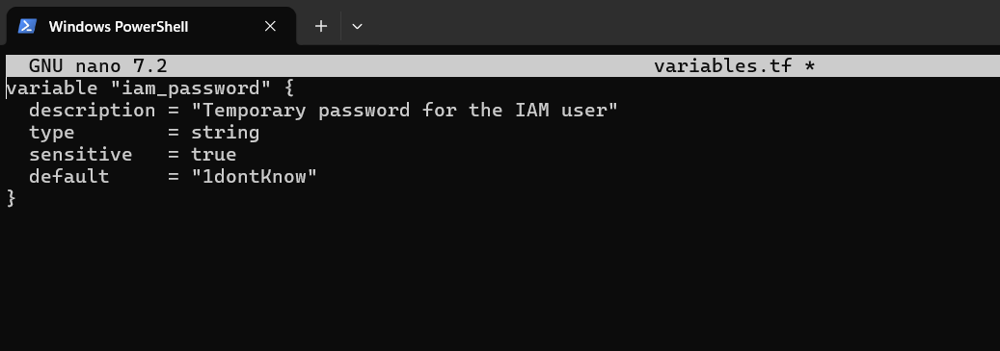 Windows PowerShell
GNU nano 7.2 variables.tf *
variable "iam_password" {
  description = "Temporary password for the IAM user"
  type        = string
  sensitive   = true
  default     = "1dontKnow"
}